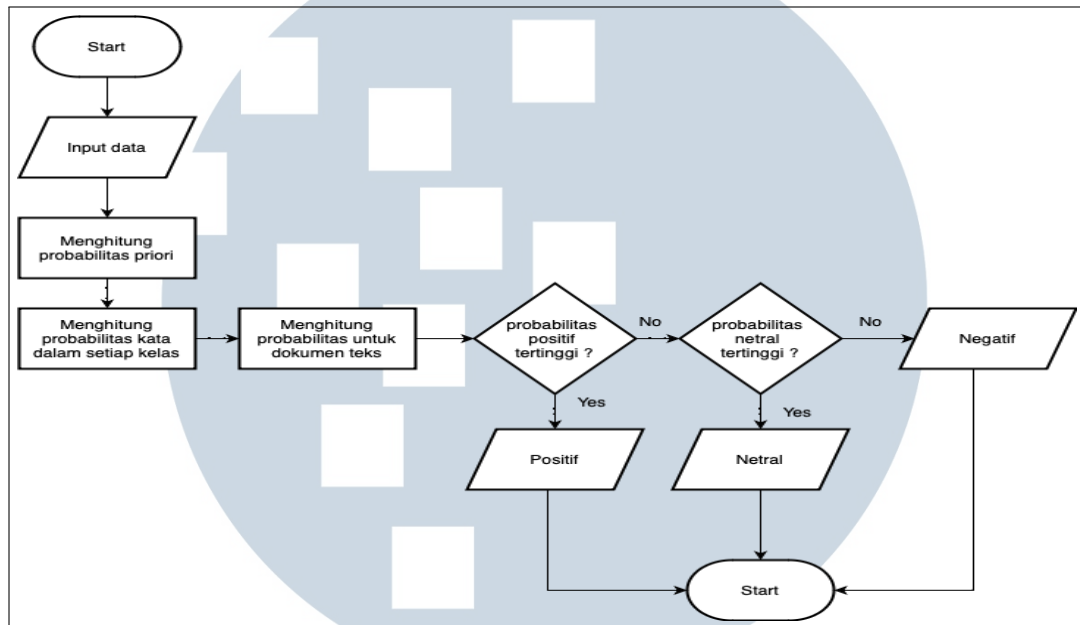 Start
Input data
Menghitung
probabilitas priori
Menghitung
probabilitas kata
dalam setiap kelas
Menghitung
probabilitas untuk
dokumen teks
probabilitas
positif
tertinggi ?
No
probabilitas
netral
tertinggi ?
No
Negatif
Yes
Yes
Positif
Netral
Start